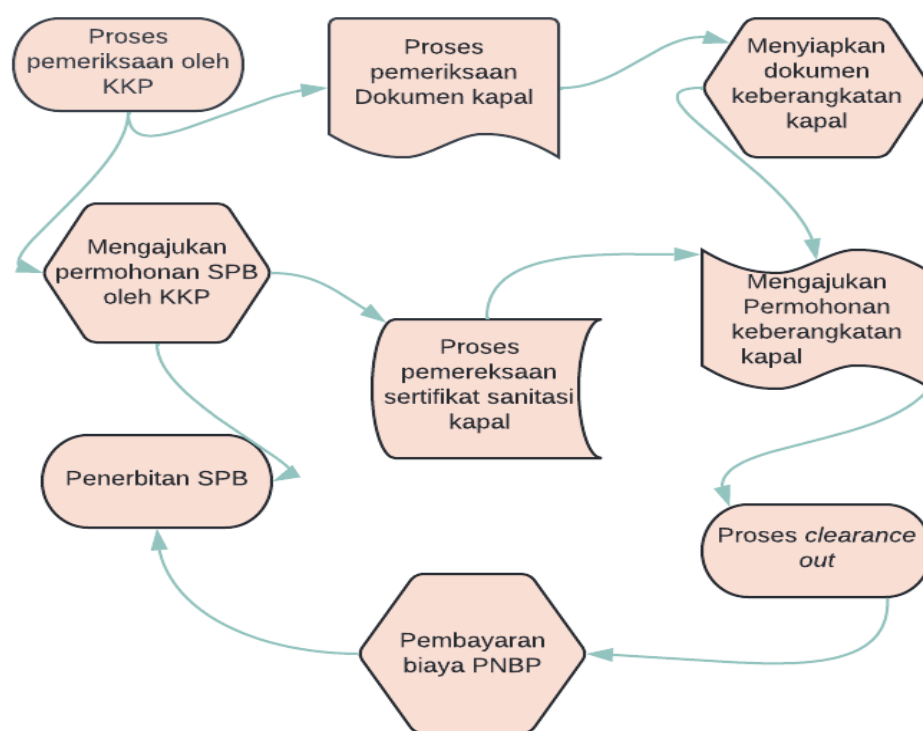 Proses
pemeriksaan oleh
KKP
Proses
pemeriksaan
Dokumen kapal
Menyiapkan
dokumen
keberangkatan
kapal
Mengajukan
permohonan SPB
oleh KKP
Proses
pemereksaan
sertifikat sanitasi
kapal
Mengajukan
Permohonan
keberangkatan
kapal
Penerbitan SPB
Proses clearance
out
Pembayaran
biaya PNBP